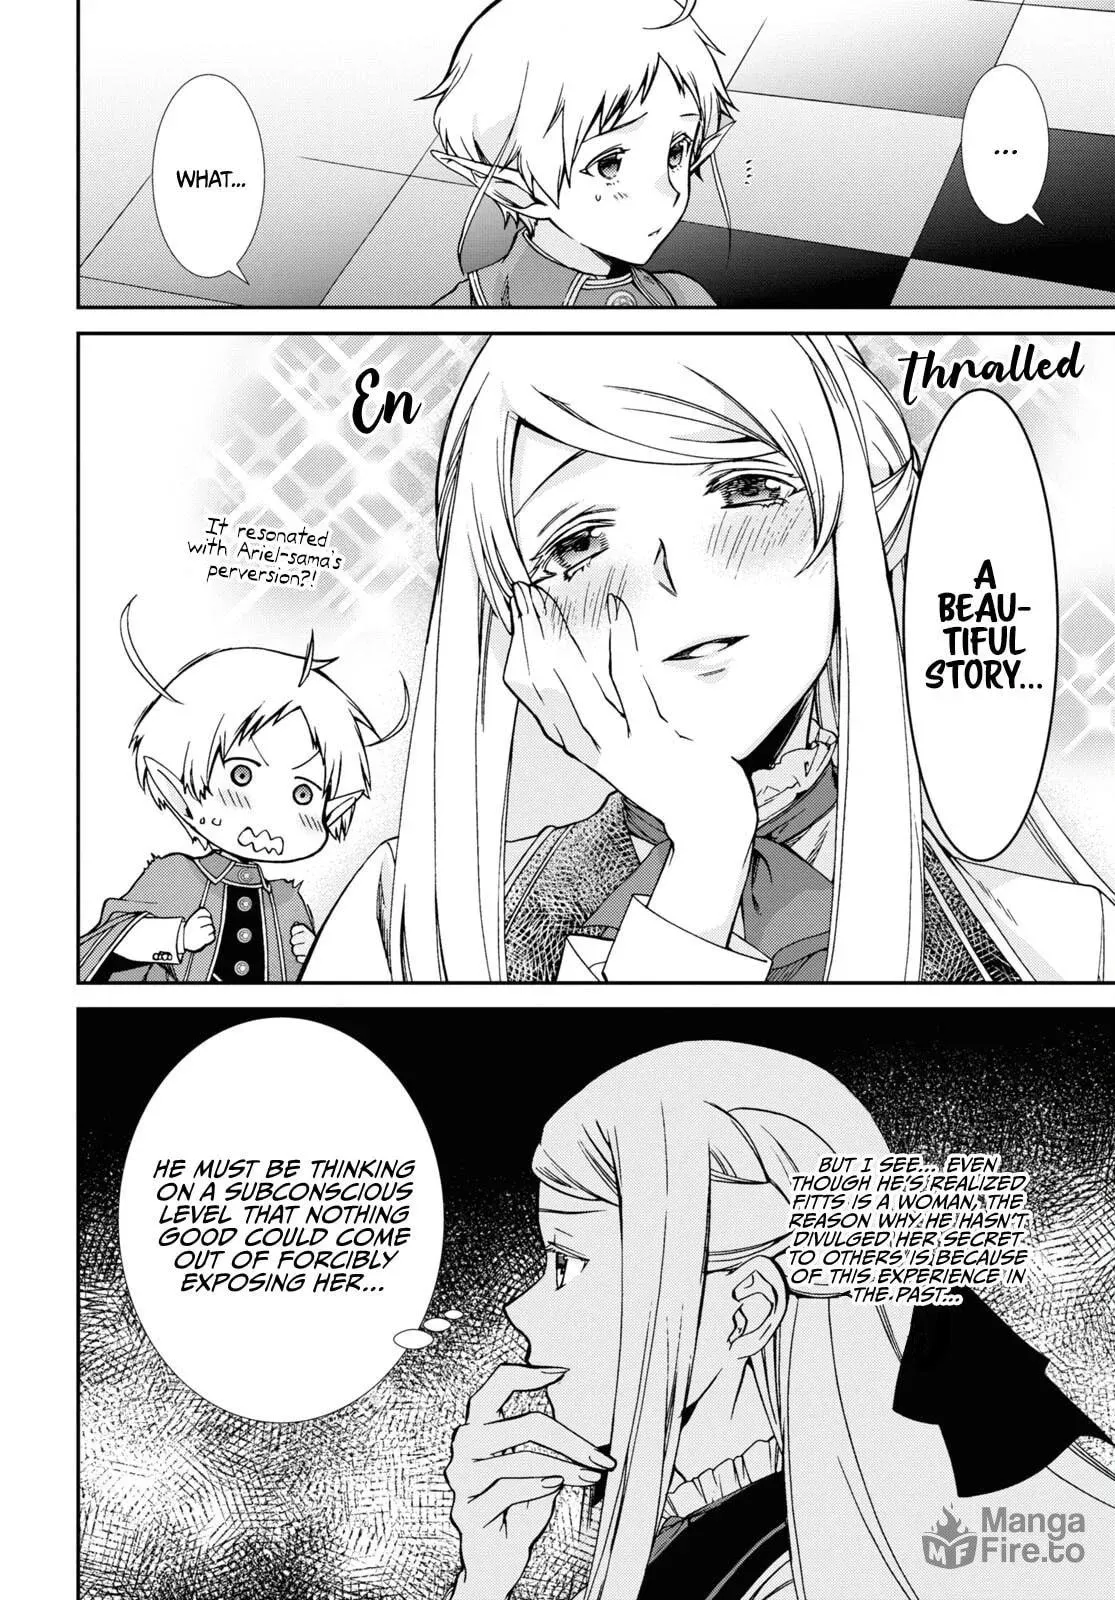 ...
WHAT...
En
thralled
A
BEAU-
TIFUL
STORY...
It resonated
with Ariel-sama's
perversion?!
BUT I SEE... EVEN
THOUGH HE'S REALIZED
FITTS IS A WOMAN, THE
REASON WHY HE HASN'T
DIVULGED HER SECRET
TO OTHERS IS BECAUSE
OF THIS EXPERIENCE IN
THE PAST...
HE MUST BE THINKING
ON A SUBCONSCIOUS
LEVEL THAT NOTHING
GOOD COULD COME
OUT OF FORCIBLY
EXPOSING HER...
Manga
MF Fire.to